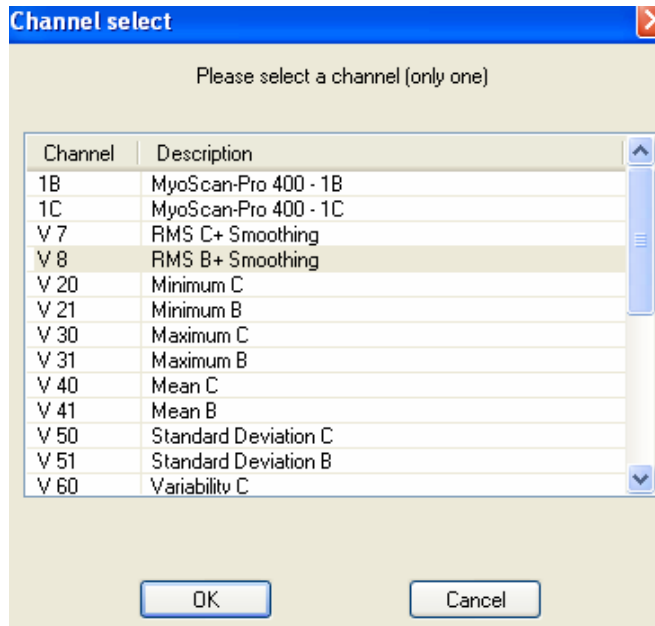 Channel select
Please select a channel (only one)
Channel Description
1B MyoScan-Pro 400 - 1B
1C MyoScan-Pro 400 - 1C
V 7 RMS C+ Smoothing
V 8 RMS B+ Smoothing
V 20 Minimum C
V 21 Minimum B
V 30 Maximum C
V 31 Maximum B
V 40 Mean C
V 41 Mean B
V 50 Standard Deviation C
V 51 Standard Deviation B
V 60 Variability C
OK Cancel